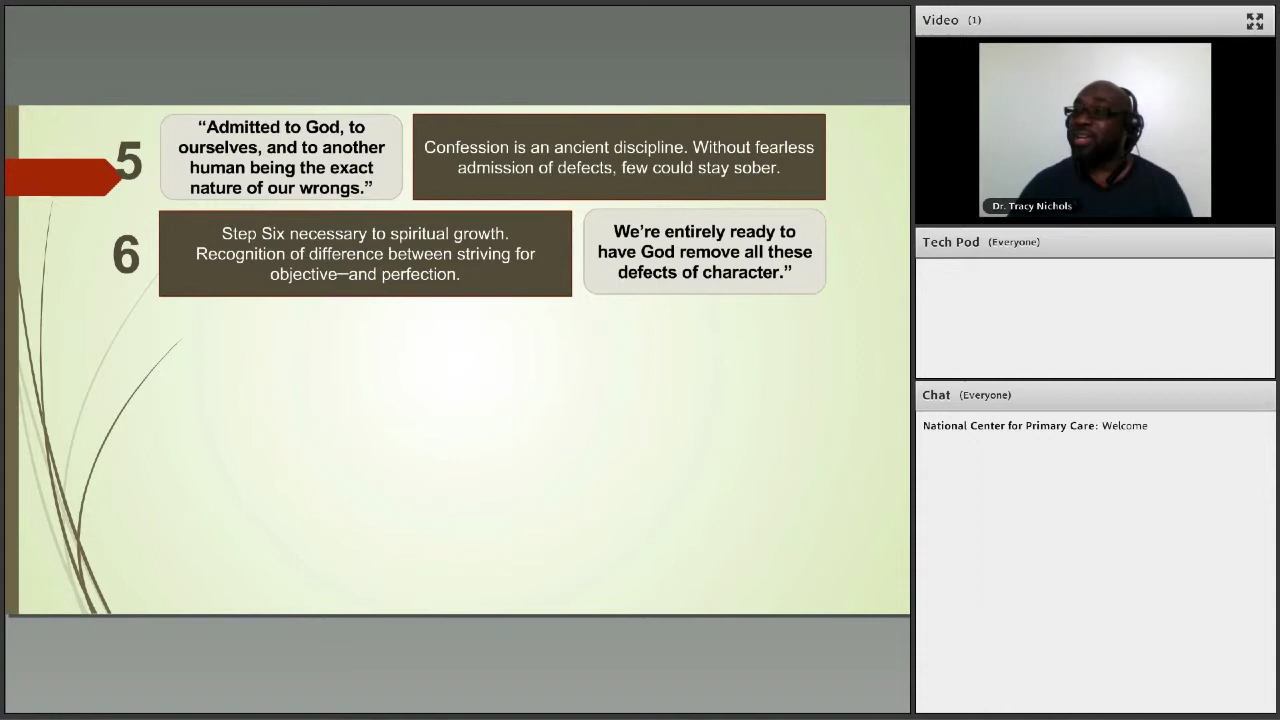 5
“Admitted to God, to
ourselves, and to another
human being the exact
nature of our wrongs.”
Confession is an ancient discipline. Without fearless
admission of defects, few could stay sober.
6
Step Six necessary to spiritual growth.
Recognition of difference between striving for
objective—and perfection.
We’re entirely ready to
have God remove all these
defects of character.”
Video (1)
Dr. Tracy Nichols
Tech Pod (Everyone)
Chat (Everyone)
National Center for Primary Care: Welcome